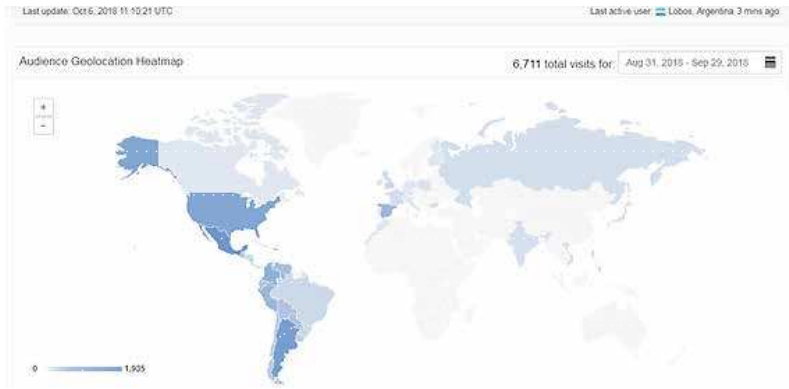 Last update: Oct 6, 2018 11:10:21 UTC
Last active user: Lobos, Argentina, 3 mins ago
Audience Geolocation Heatmap
6,711 total visits for:
Aug 31, 2018 - Sep 29, 2018
+
-
0
1,935